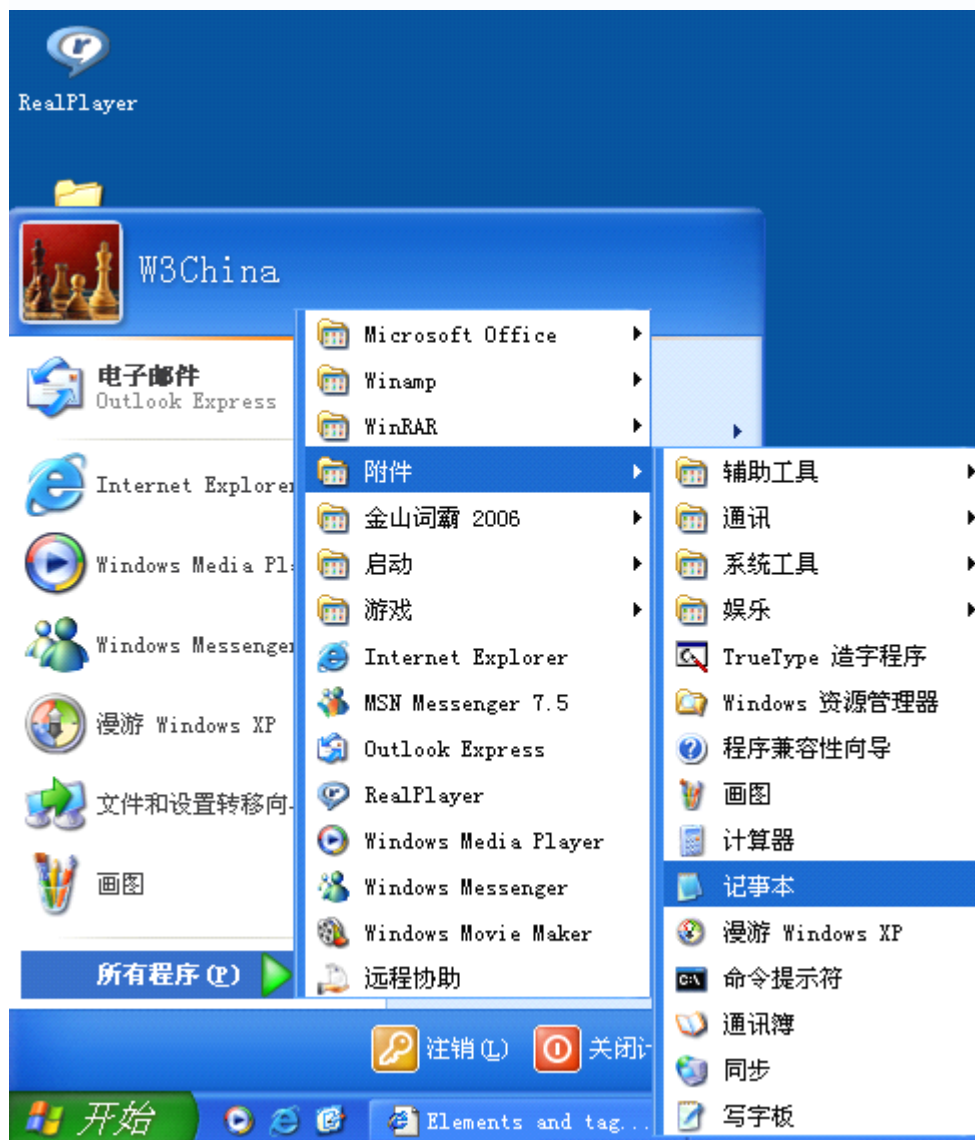 RealPlayer
W3China
电子邮件
Outlook Express
Internet Explorer
Windows Media Pl
Windows Messenger
漫游 Windows XP
文件和设置转移向
画图
所有程序(P)
Microsoft Office
Winamp
WinRAR
附件
金山词霸 2006
启动
游戏
Internet Explorer
MSN Messenger 7.5
Outlook Express
RealPlayer
Windows Media Player
Windows Messenger
Windows Movie Maker
远程协助
辅助工具
通讯
系统工具
娱乐
TrueType 造字程序
Windows 资源管理器
程序兼容性向导
画图
计算器
记事本
漫游 Windows XP
命令提示符
通讯簿
同步
写字板
注销(L)
关闭计
开始
Elements and tag...